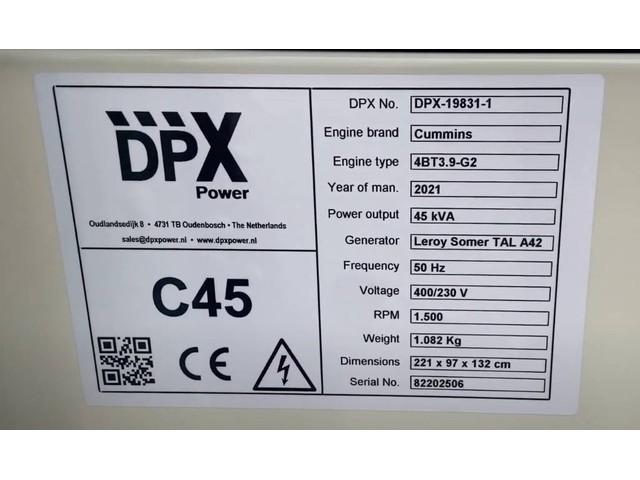 DPX
Power
Oudlandsedijk 8 • 4731 TB Oudenbosch • The Netherlands
sales@dpxpower.nl • www.dpxpower.nl
C45
CE
DPX No. DPX-19831-1
Engine brand Cummins
Engine type 4BT3.9-G2
Year of man. 2021
Power output 45 kVA
Generator Leroy Somer TAL A42
Frequency 50 Hz
Voltage 400/230 V
RPM 1.500
Weight 1.082 Kg
Dimensions 221 x 97 x 132 cm
Serial No. 82202506